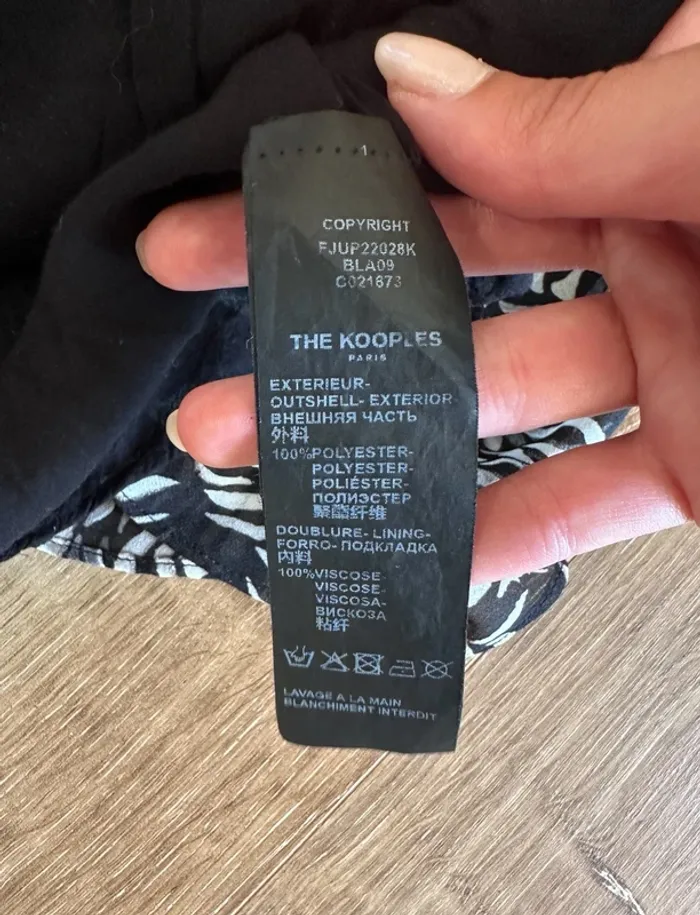 1
COPYRIGHT
FJUP22028K
BLA09
C021873
THE KOOPLES
PARIS
EXTERIEUR-
OUTSHELL- EXTERIOR
ВНЕШНЯЯ ЧАСТЬ
外料
100%POLYESTER-
POLYESTER-
POLIÉSTER-
ПОЛИЭСТЕР
聚酯纤维
DOUBLURE- LINING-
FORRO- ПОДКЛАДКА
内料
100%VISCOSE-
VISCOSE-
VISCOSA-
ВИСКОЗА
粘纤
LAVAGE A LA MAIN
BLANCHIMENT INTERDIT